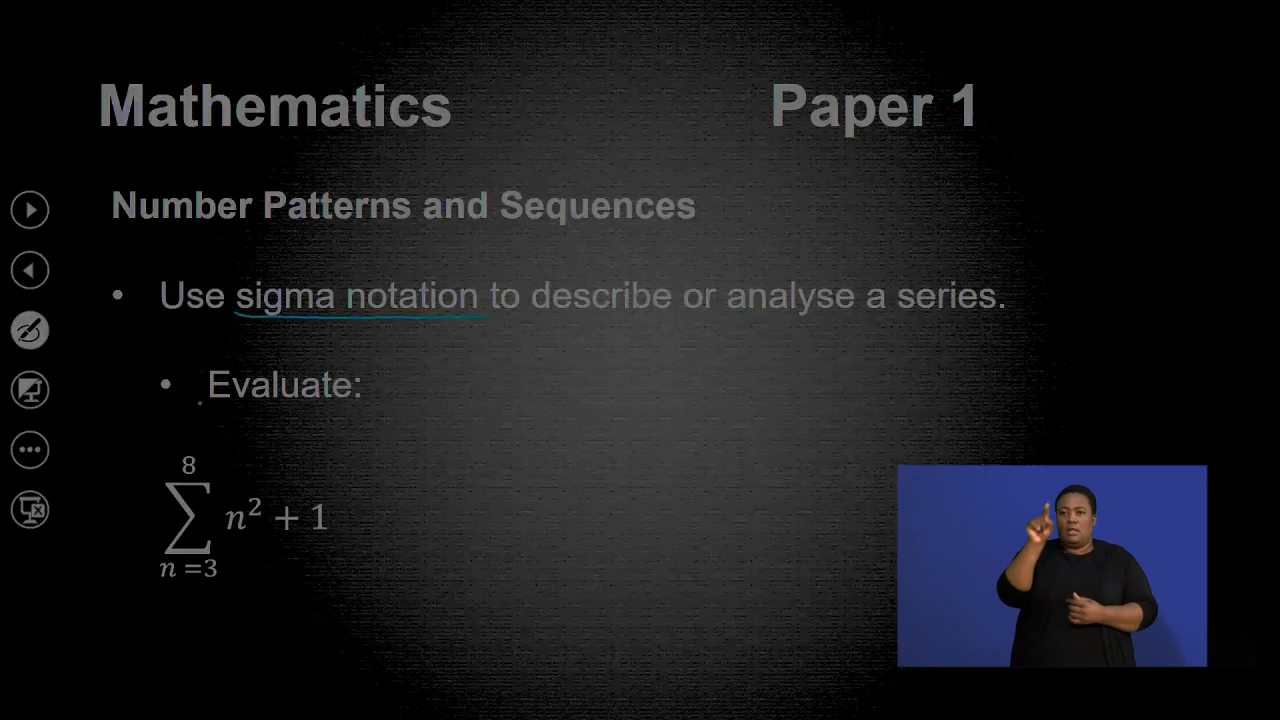 Mathematics Paper 1
Number Patterns and Sequences
• Use sigma notation to describe or analyse a series.
• Evaluate:
8
∑ n² + 1
n =3